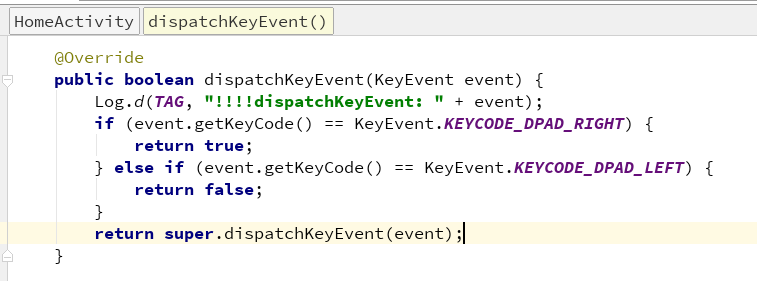 HomeActivity dispatchKeyEvent()
@Override
public boolean dispatchKeyEvent(KeyEvent event) {
    Log.d(TAG, "!!!!dispatchKeyEvent: " + event);
    if (event.getKeyCode() == KeyEvent.KEYCODE_DPAD_RIGHT) {
        return true;
    } else if (event.getKeyCode() == KeyEvent.KEYCODE_DPAD_LEFT) {
        return false;
    }
    return super.dispatchKeyEvent(event);
}